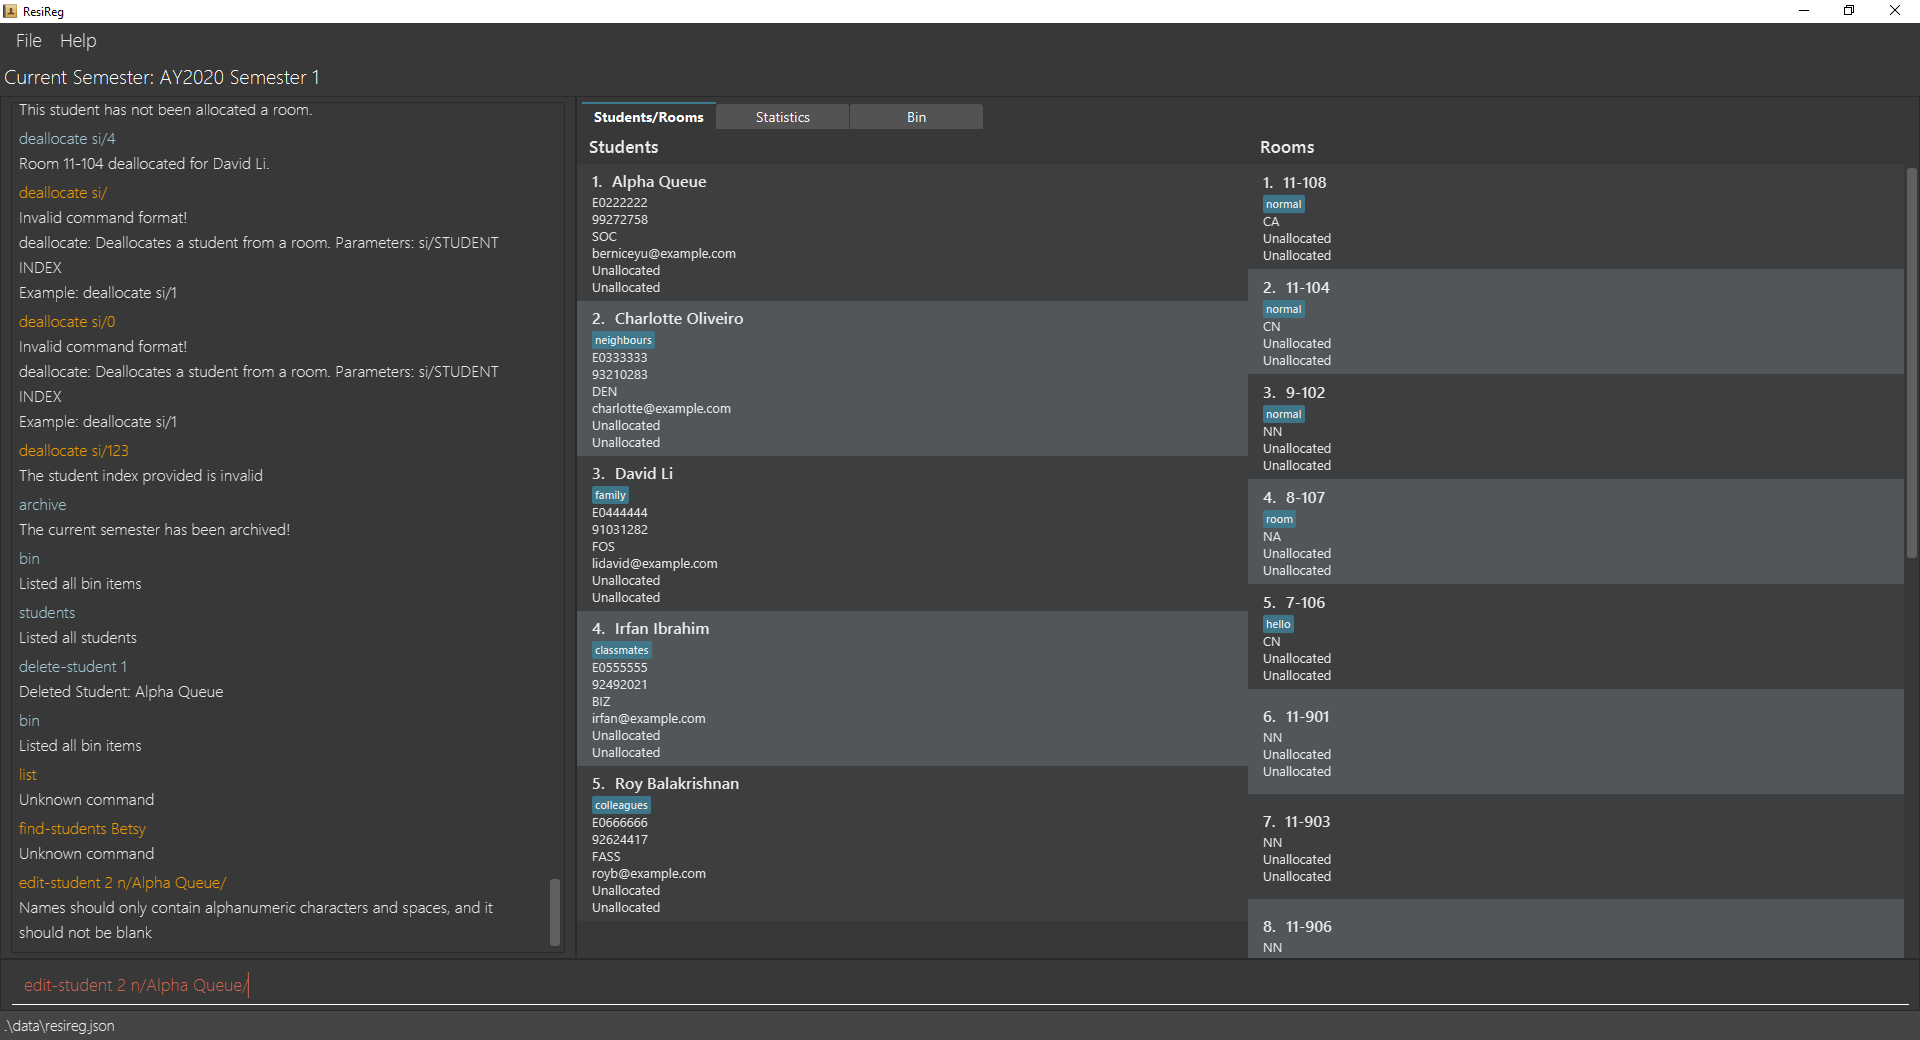 ResiReg
File Help
Current Semester: AY2020 Semester 1
This student has not been allocated a room.
deallocate si/4
Room 11-104 deallocated for David Li.
deallocate si/
Invalid command format!
deallocate: Deallocates a student from a room. Parameters: si/STUDENT
INDEX
Example: deallocate si/1
deallocate si/0
Invalid command format!
deallocate: Deallocates a student from a room. Parameters: si/STUDENT
INDEX
Example: deallocate si/1
deallocate si/123
The student index provided is invalid
archive
The current semester has been archived!
bin
Listed all bin items
students
Listed all students
delete-student 1
Deleted Student: Alpha Queue
bin
Listed all bin items
list
Unknown command
find-students Betsy
Unknown command
edit-student 2 n/Alpha Queue/
Names should only contain alphanumeric characters and spaces, and it
should not be blank
Students/Rooms Statistics Bin
Students
1. Alpha Queue
E0222222
99272758
SOC
berniceyu@example.com
Unallocated
Unallocated
2. Charlotte Oliveiro
neighbours
E0333333
93210283
DEN
charlotte@example.com
Unallocated
Unallocated
3. David Li
family
E0444444
91031282
FOS
lidavid@example.com
Unallocated
Unallocated
4. Irfan Ibrahim
classmates
E0555555
92492021
BIZ
irfan@example.com
Unallocated
Unallocated
5. Roy Balakrishnan
colleagues
E0666666
92624417
FASS
royb@example.com
Unallocated
Unallocated
Rooms
1. 11-108
normal
CA
Unallocated
Unallocated
2. 11-104
normal
CN
Unallocated
Unallocated
3. 9-102
normal
NN
Unallocated
Unallocated
4. 8-107
room
NA
Unallocated
Unallocated
5. 7-106
hello
CN
Unallocated
Unallocated
6. 11-901
NN
Unallocated
Unallocated
7. 11-903
NN
Unallocated
Unallocated
8. 11-906
NN
edit-student 2 n/Alpha Queue/
.\data\resireg.json